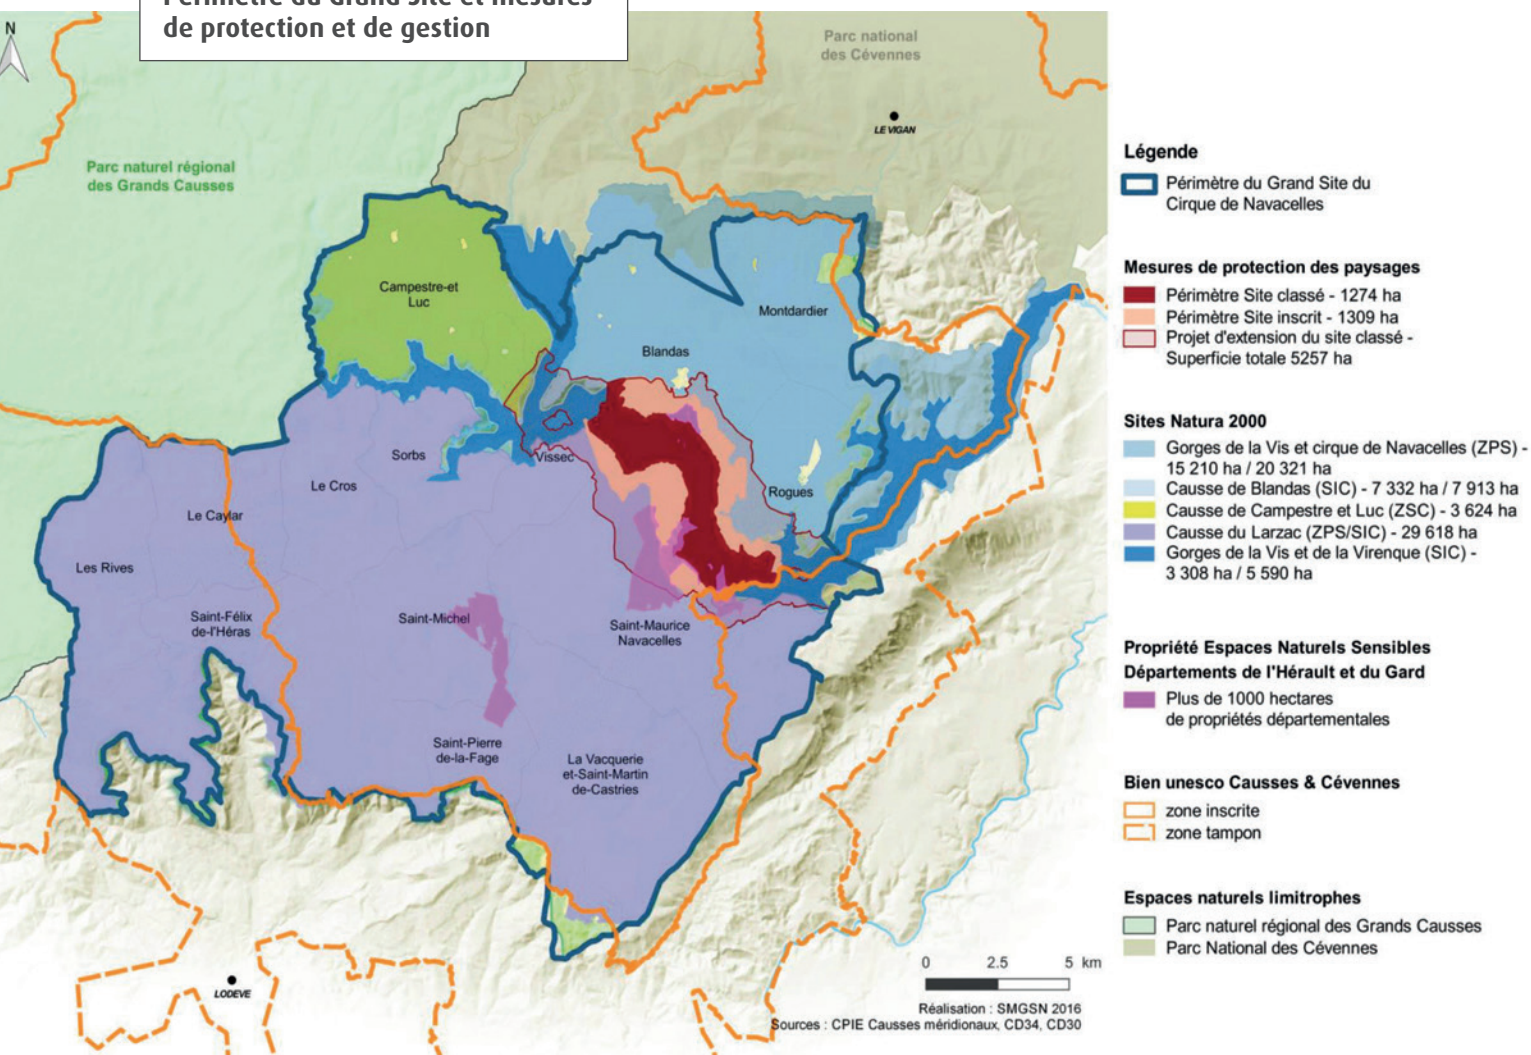 Périmètre du Grand Site et mesures
de protection et de gestion
N
Parc national
des Cévennes
LE VIGAN
Parc naturel régional
des Grands Causses
Campestre-et
Luc
Montdardier
Blandas
Sorbs
Vissec
Le Cros
Rogues
Le Caylar
Les Rives
Saint-Félix
de-l'Héras
Saint-Michel
Saint-Maurice
Navacelles
Saint-Pierre
de-la-Fage
La Vacquerie
et-Saint-Martin
de-Castries
LODEVE
0 2.5 5 km
Réalisation : SMGSN 2016
Sources : CPIE Causses méridionaux, CD34, CD30
Légende
Périmètre du Grand Site du
Cirque de Navacelles
Mesures de protection des paysages
Périmètre Site classé - 1274 ha
Périmètre Site inscrit - 1309 ha
Projet d'extension du site classé -
Superficie totale 5257 ha
Sites Natura 2000
Gorges de la Vis et cirque de Navacelles (ZPS) -
15 210 ha / 20 321 ha
Causse de Blandas (SIC) - 7 332 ha / 7 913 ha
Causse de Campestre et Luc (ZSC) - 3 624 ha
Causse du Larzac (ZPS/SIC) - 29 618 ha
Gorges de la Vis et de la Virenque (SIC) -
3 308 ha / 5 590 ha
Propriété Espaces Naturels Sensibles
Départements de l'Hérault et du Gard
Plus de 1000 hectares
de propriétés départementales
Bien unesco Causses & Cévennes
zone inscrite
zone tampon
Espaces naturels limitrophes
Parc naturel régional des Grands Causses
Parc National des Cévennes